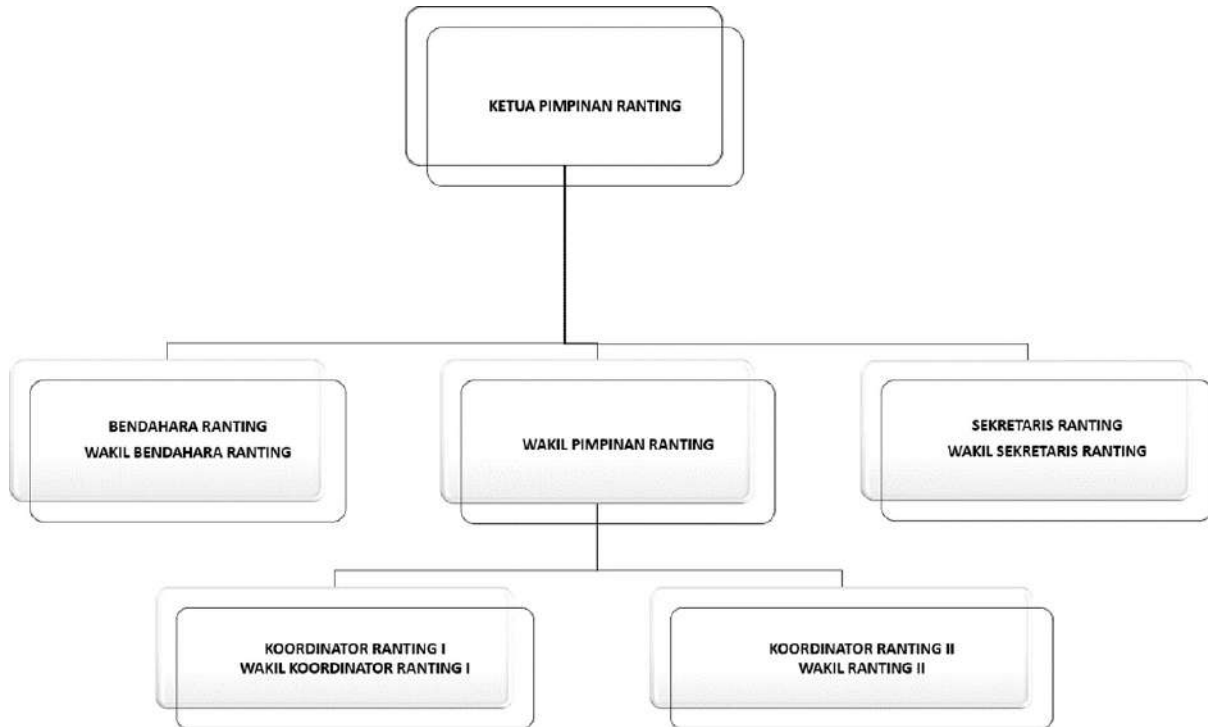 KETUA PIMPINAN RANTING
BENDAHARA RANTING
WAKIL BENDAHARA RANTING
WAKIL PIMPINAN RANTING
SEKRETARIS RANTING
WAKIL SEKRETARIS RANTING
KOORDINATOR RANTING I
WAKIL KOORDINATOR RANTING I
KOORDINATOR RANTING II
WAKIL RANTING II